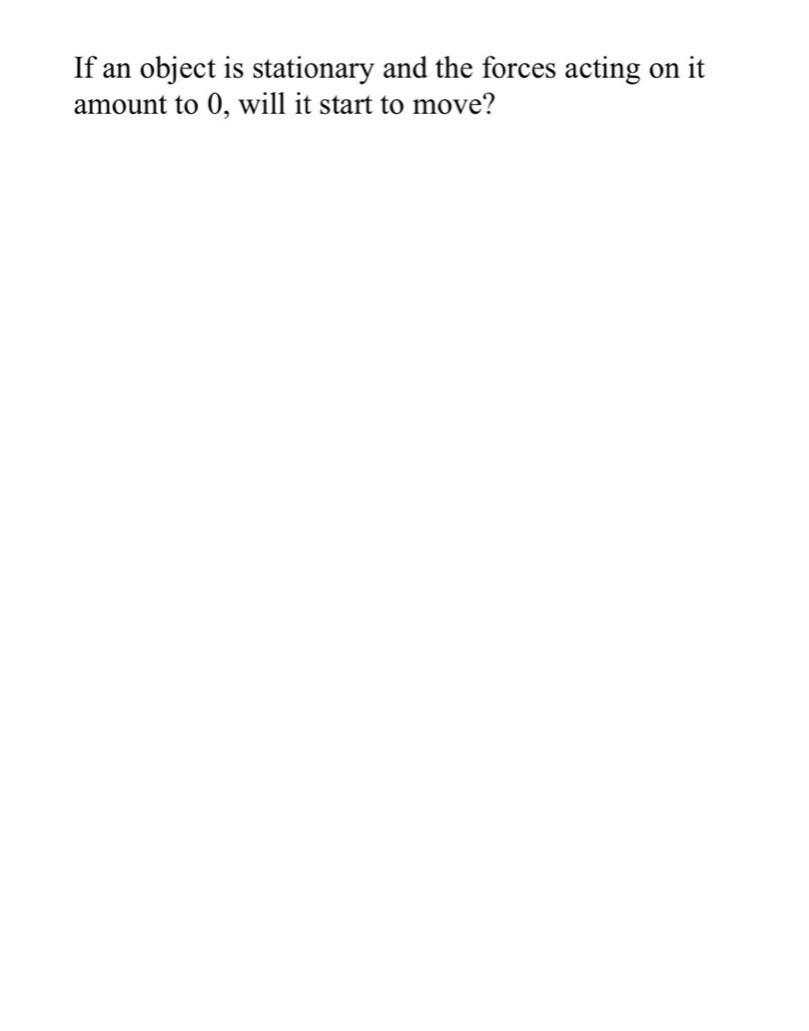 If an object is stationary and the forces acting on it
amount to 0, will it start to move?